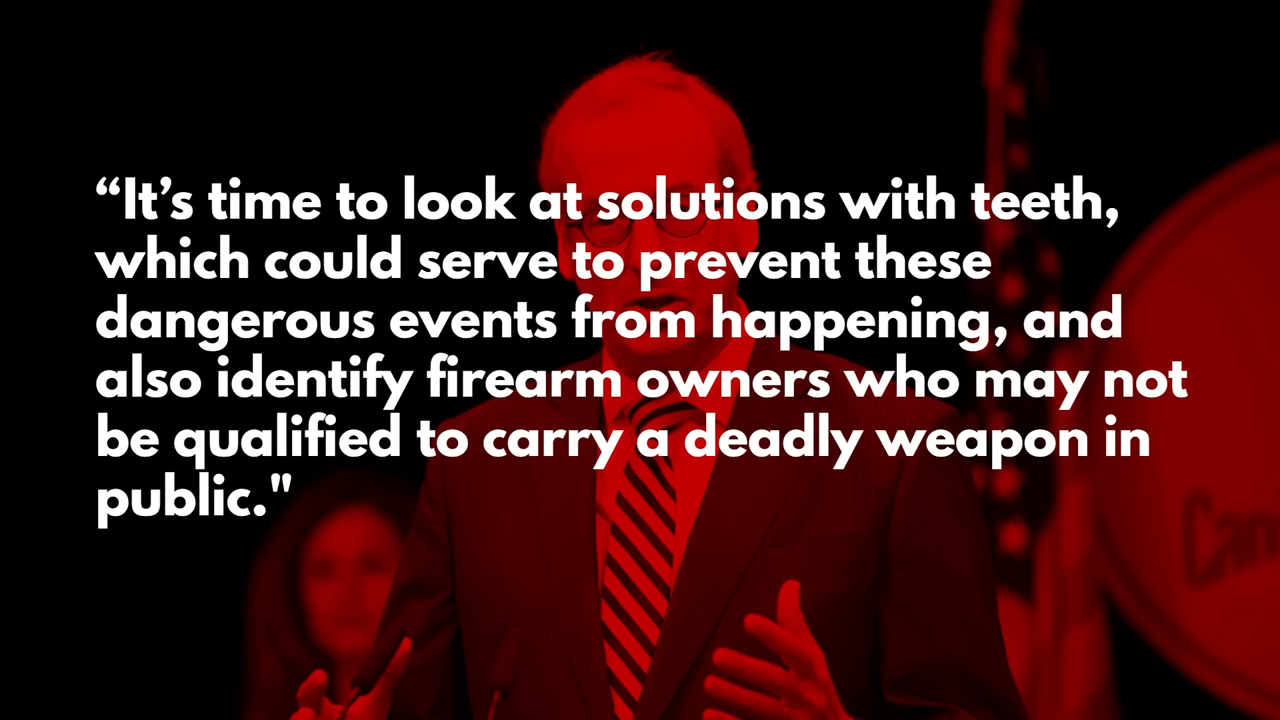 “It’s time to look at solutions with teeth,
which could serve to prevent these
dangerous events from happening, and
also identify firearm owners who may not
be qualified to carry a deadly weapon in
public."